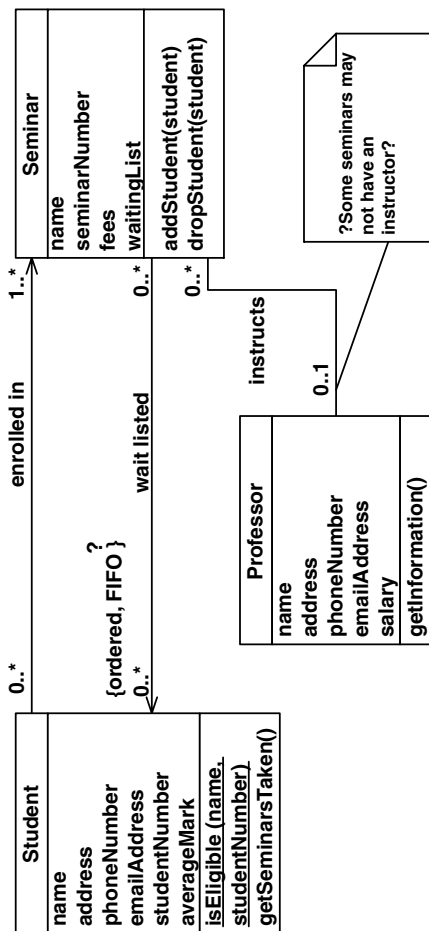 Student
name
address
phoneNumber
emailAddress
studentNumber
averageMark
isEligible (name,
studentNumber)
getSeminarsTaken()
0..*
enrolled in
1..*
{ordered, FIFO }
?
0..*
wait listed
0..*
Seminar
name
seminarNumber
fees
waitingList
addStudent(student)
dropStudent(student)
0..*
instructs
0..1
Professor
name
address
phoneNumber
emailAddress
salary
getInformation()
?Some seminars may
not have an
instructor?